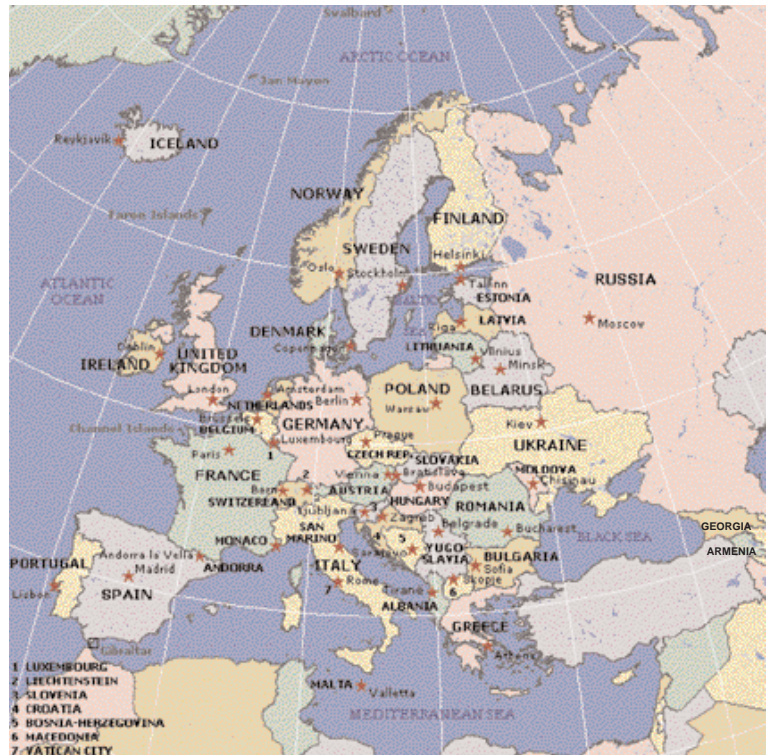 Svalbard
ARCTIC OCEAN
Jan Mayen
Reykjavik
ICELAND
NORWAY
Faroe Islands
FINLAND
SWEDEN
Helsinki
Oslo
Stockholm
RUSSIA
ATLANTIC
OCEAN
Talinn
ESTONIA
BALTIC
SEA
Moscow
DENMARK
Riga
LATVIA
Dublin
Copenhagen
LITHUANIA
Vilnius
IRELAND
UNITED
KINGDOM
Minsk
London
Amsterdam
Berlin
POLAND
BELARUS
NETHERLANDS
Warsaw
Channel Islands
Brussels
BELGIUM
GERMANY
Kiev
Luxembourg
Prague
UKRAINE
Paris
1
CZECH REP.
SLOVAKIA
FRANCE
2
Vienna
Bratislava
MOLDOVA
Chisinau
Bern
AUSTRIA
Budapest
SWITZERLAND
HUNGARY
ROMANIA
Ljubljana
3
SAN
MARINO
Zagreb
Belgrade
Bucharest
GEORGIA
MONACO
4
5
BLACK SEA
Andorra la Vella
Sarajevo
YUGO
SLAVIA
ARMENIA
PORTUGAL
ANDORRA
ITALY
BULGARIA
Madrid
Sofia
Lisbon
SPAIN
7
Rome
Skopje
Tirane
6
ALBANIA
GREECE
Gibraltar
Athens
1 LUXEMBOURG
2 LIECHTENSTEIN
3 SLOVENIA
4 CROATIA
5 BOSNIA-HERZEGOVINA
6 MACEDONIA
7 VATICAN CITY
MALTA
Valletta
MEDITERRANEAN SEA